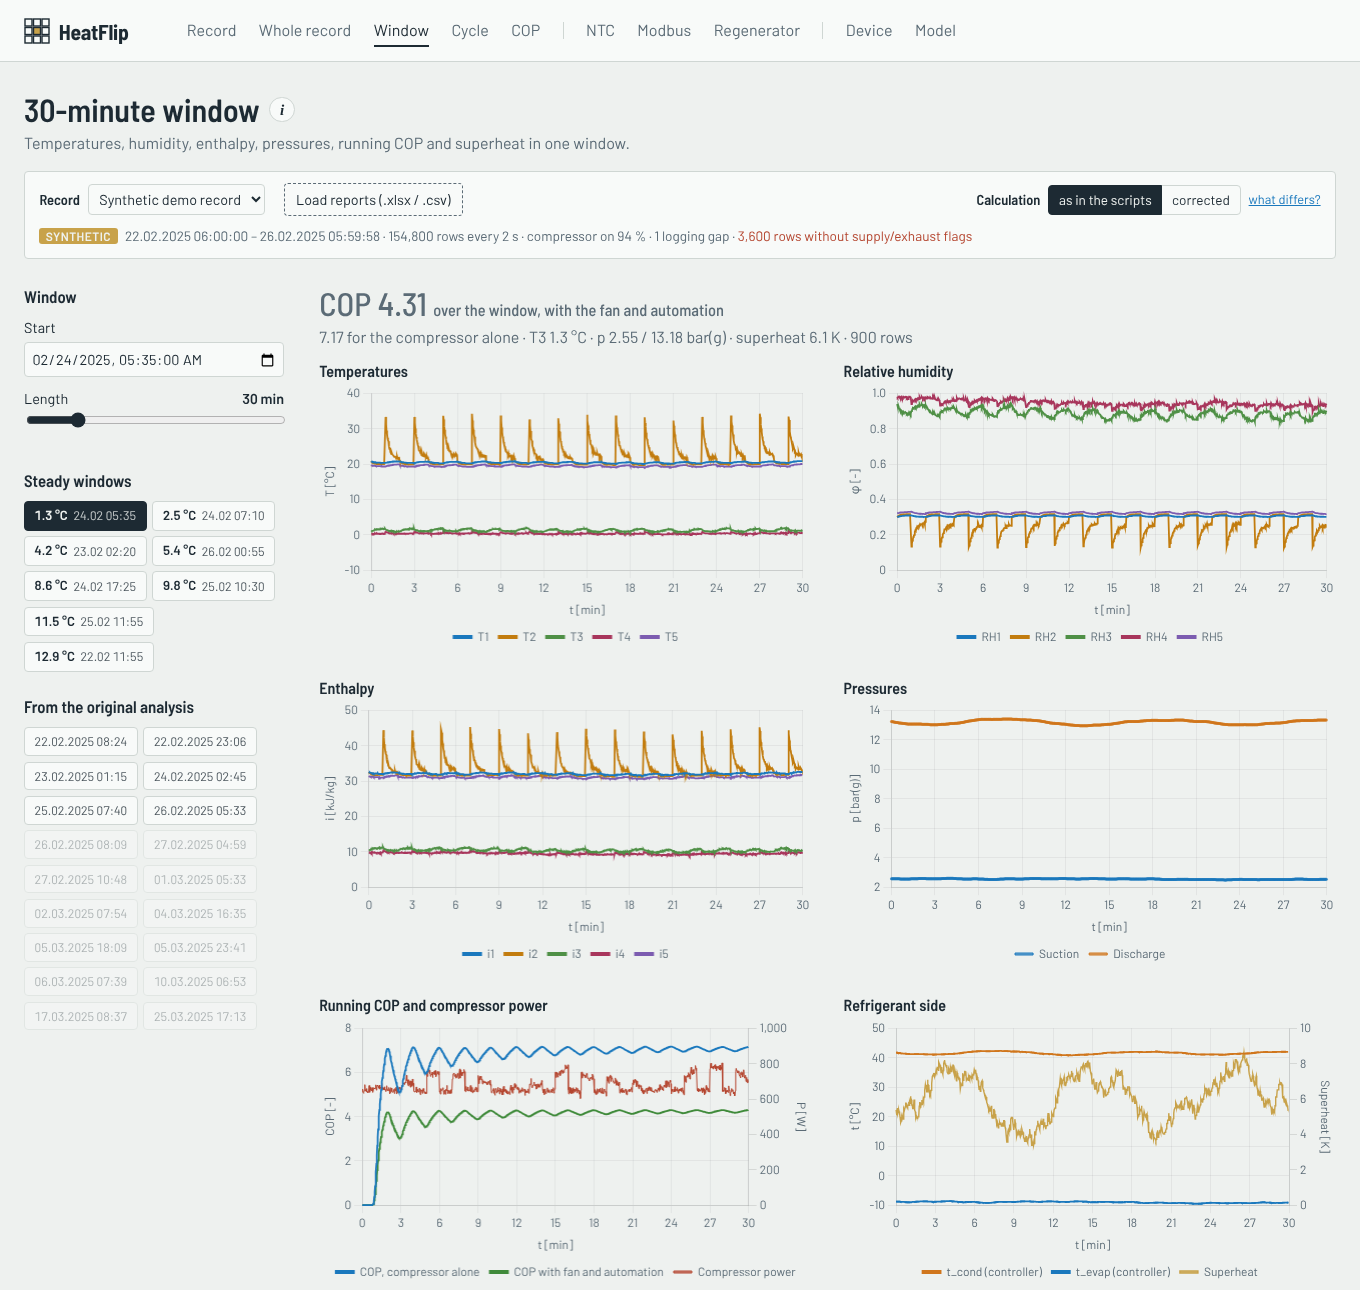 HeatFlip
Record Whole record Window Cycle COP NTC Modbus Regenerator Device Model
30-minute window i
Temperatures, humidity, enthalpy, pressures, running COP and superheat in one window.
Record Synthetic demo record Load reports (.xlsx / .csv) Calculation as in the scripts corrected what differs?
SYNTHETIC 22.02.2025 06:00:00 – 26.02.2025 05:59:58 · 154,800 rows every 2 s · compressor on 94 % · 1 logging gap · 3,600 rows without supply/exhaust flags
Window
Start
02/24/2025, 05:35:00 AM
Length 30 min
Steady windows
1.3 °C 24.02 05:35 2.5 °C 24.02 07:10
4.2 °C 23.02 02:20 5.4 °C 26.02 00:55
8.6 °C 24.02 17:25 9.8 °C 25.02 10:30
11.5 °C 25.02 11:55
12.9 °C 22.02 11:55
From the original analysis
22.02.2025 08:24 22.02.2025 23:06
23.02.2025 01:15 24.02.2025 02:45
25.02.2025 07:40 26.02.2025 05:33
26.02.2025 08:09 27.02.2025 04:59
27.02.2025 10:48 01.03.2025 05:33
02.03.2025 07:54 04.03.2025 16:35
05.03.2025 18:09 05.03.2025 23:41
06.03.2025 07:39 10.03.2025 06:53
17.03.2025 08:37 25.03.2025 17:13
COP 4.31 over the window, with the fan and automation
7.17 for the compressor alone · T3 1.3 °C · p 2.55 / 13.18 bar(g) · superheat 6.1 K · 900 rows
Temperatures
40
30
20
10
0
-10
T [°C]
0 3 6 9 12 15 18 21 24 27 30
t [min]
T1 T2 T3 T4 T5
Relative humidity
1.0
0.8
0.6
0.4
0.2
0
φ [-]
0 3 6 9 12 15 18 21 24 27 30
t [min]
RH1 RH2 RH3 RH4 RH5
Enthalpy
50
40
30
20
10
0
i [kJ/kg]
0 3 6 9 12 15 18 21 24 27 30
t [min]
i1 i2 i3 i4 i5
Pressures
14
12
10
8
6
4
2
p [bar(g)]
0 3 6 9 12 15 18 21 24 27 30
t [min]
Suction Discharge
Running COP and compressor power
8
6
4
2
0
COP [-]
1,000
800
600
400
200
0
P [W]
0 3 6 9 12 15 18 21 24 27 30
t [min]
COP, compressor alone COP with fan and automation Compressor power
Refrigerant side
50
40
30
20
10
0
-10
t [°C]
10
8
6
4
2
0
Superheat [K]
0 3 6 9 12 15 18 21 24 27 30
t [min]
t_cond (controller) t_evap (controller) Superheat